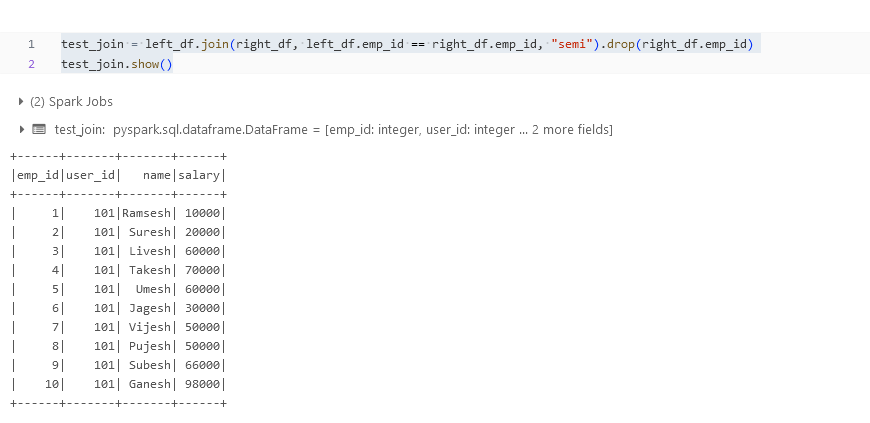 1 test_join = left_df.join(right_df, left_df.emp_id == right_df.emp_id, "semi").drop(right_df.emp_id)
2 test_join.show()
(2) Spark Jobs
test_join: pyspark.sql.dataframe.DataFrame = [emp_id: integer, user_id: integer ... 2 more fields]
+------+-------+-------+------+
|emp_id|user_id|   name|salary|
+------+-------+-------+------+
|     1|    101|Ramsesh| 10000|
|     2|    101| Suresh| 20000|
|     3|    101| Livesh| 60000|
|     4|    101| Takesh| 70000|
|     5|    101|  Umesh| 60000|
|     6|    101| Jagesh| 30000|
|     7|    101| Vijesh| 50000|
|     8|    101| Pujesh| 50000|
|     9|    101| Subesh| 66000|
|    10|    101| Ganesh| 98000|
+------+-------+-------+------+